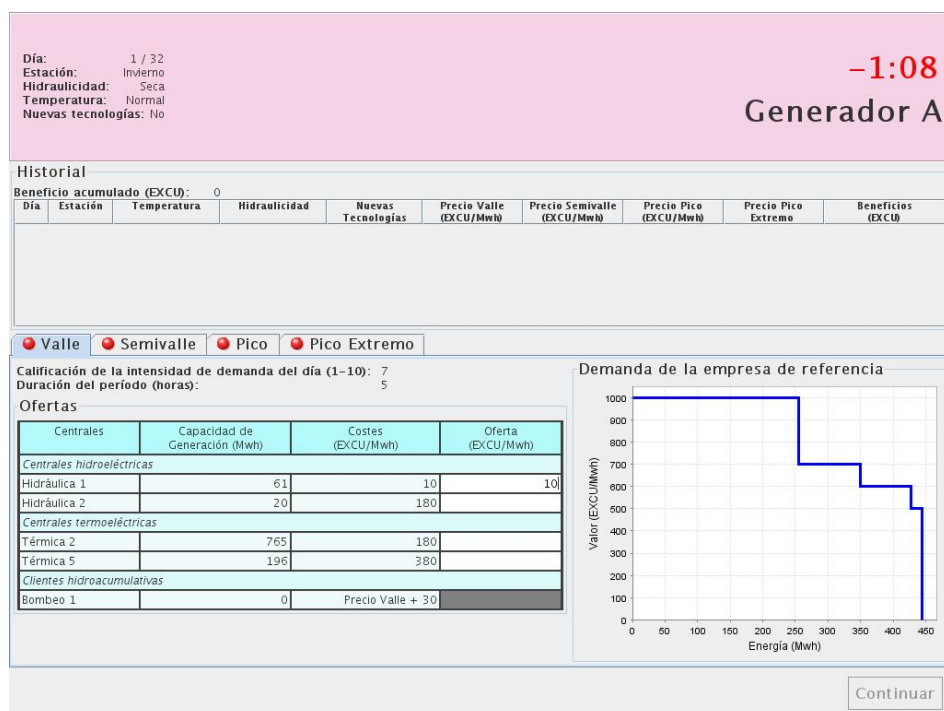 Día: 1 / 32
Estación: Invierno
Hidraulicidad: Seca
Temperatura: Normal
Nuevas tecnologías: No
–1:08
Generador A
Historial
Beneficio acumulado (EXCU): 0
Día Estación Temperatura Hidraulicidad Nuevas Tecnologías Precio Valle (EXCU/Mwh) Precio Semivalle (EXCU/Mwh) Precio Pico (EXCU/Mwh) Precio Pico Extremo Beneficios (EXCU)
Valle Semivalle Pico Pico Extremo
Calificación de la intensidad de demanda del día (1–10): 7
Duración del período (horas): 5
Ofertas
Centrales Capacidad de Generación (Mwh) Costes (EXCU/Mwh) Oferta (EXCU/Mwh)
Centrales hidroeléctricas
Hidráulica 1 61 10 10
Hidráulica 2 20 180
Centrales termoeléctricas
Térmica 2 765 180
Térmica 5 196 380
Clientes hidroacumulativas
Bombeo 1 0 Precio Valle + 30
Demanda de la empresa de referencia
Valor (EXCU/Mwh)
1000
900
800
700
600
500
400
300
200
100
0
0 50 100 150 200 250 300 350 400 450
Energía (Mwh)
Continuar